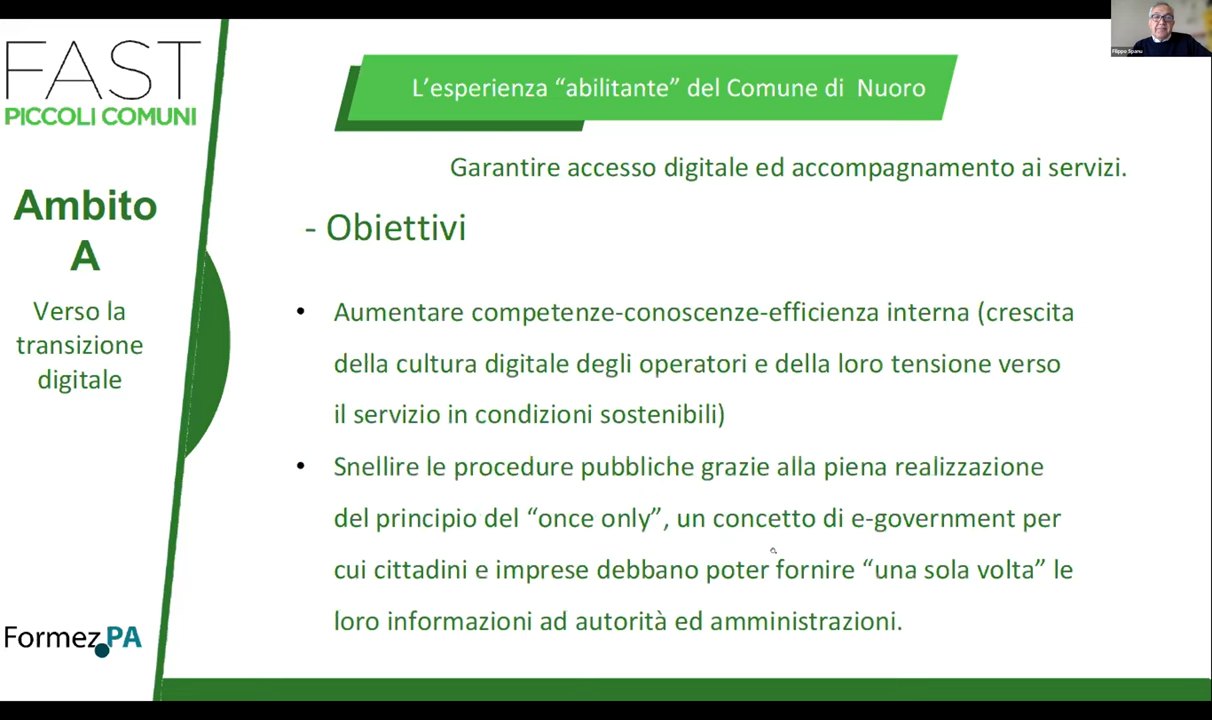 FAST
PICCOLI COMUNI
Ambito
A
Verso la
transizione
digitale
Formez PA
L’esperienza “abilitante” del Comune di Nuoro
Garantire accesso digitale ed accompagnamento ai servizi.
- Obiettivi
• Aumentare competenze-conoscenze-efficienza interna (crescita
della cultura digitale degli operatori e della loro tensione verso
il servizio in condizioni sostenibili)
• Snellire le procedure pubbliche grazie alla piena realizzazione
del principio del “once only”, un concetto di e-government per
cui cittadini e imprese debbano poter fornire “una sola volta” le
loro informazioni ad autorità ed amministrazioni.
Filippo Spanu